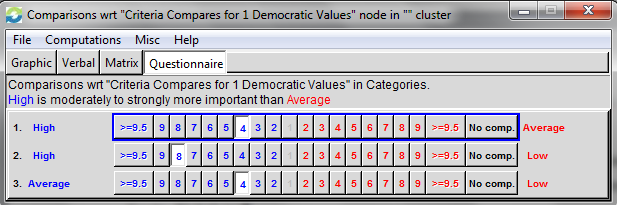 Comparisons wrt "Criteria Compares for 1 Democratic Values" node in "" cluster
File Computations Misc Help
Graphic Verbal Matrix Questionnaire
Comparisons wrt "Criteria Compares for 1 Democratic Values" in Categories.
High is moderately to strongly more important than Average
1. High >=9.5 9 8 7 6 5 4 3 2 1 2 3 4 5 6 7 8 9 >=9.5 No comp. Average
2. High >=9.5 9 8 7 6 5 4 3 2 1 2 3 4 5 6 7 8 9 >=9.5 No comp. Low
3. Average >=9.5 9 8 7 6 5 4 3 2 1 2 3 4 5 6 7 8 9 >=9.5 No comp. Low